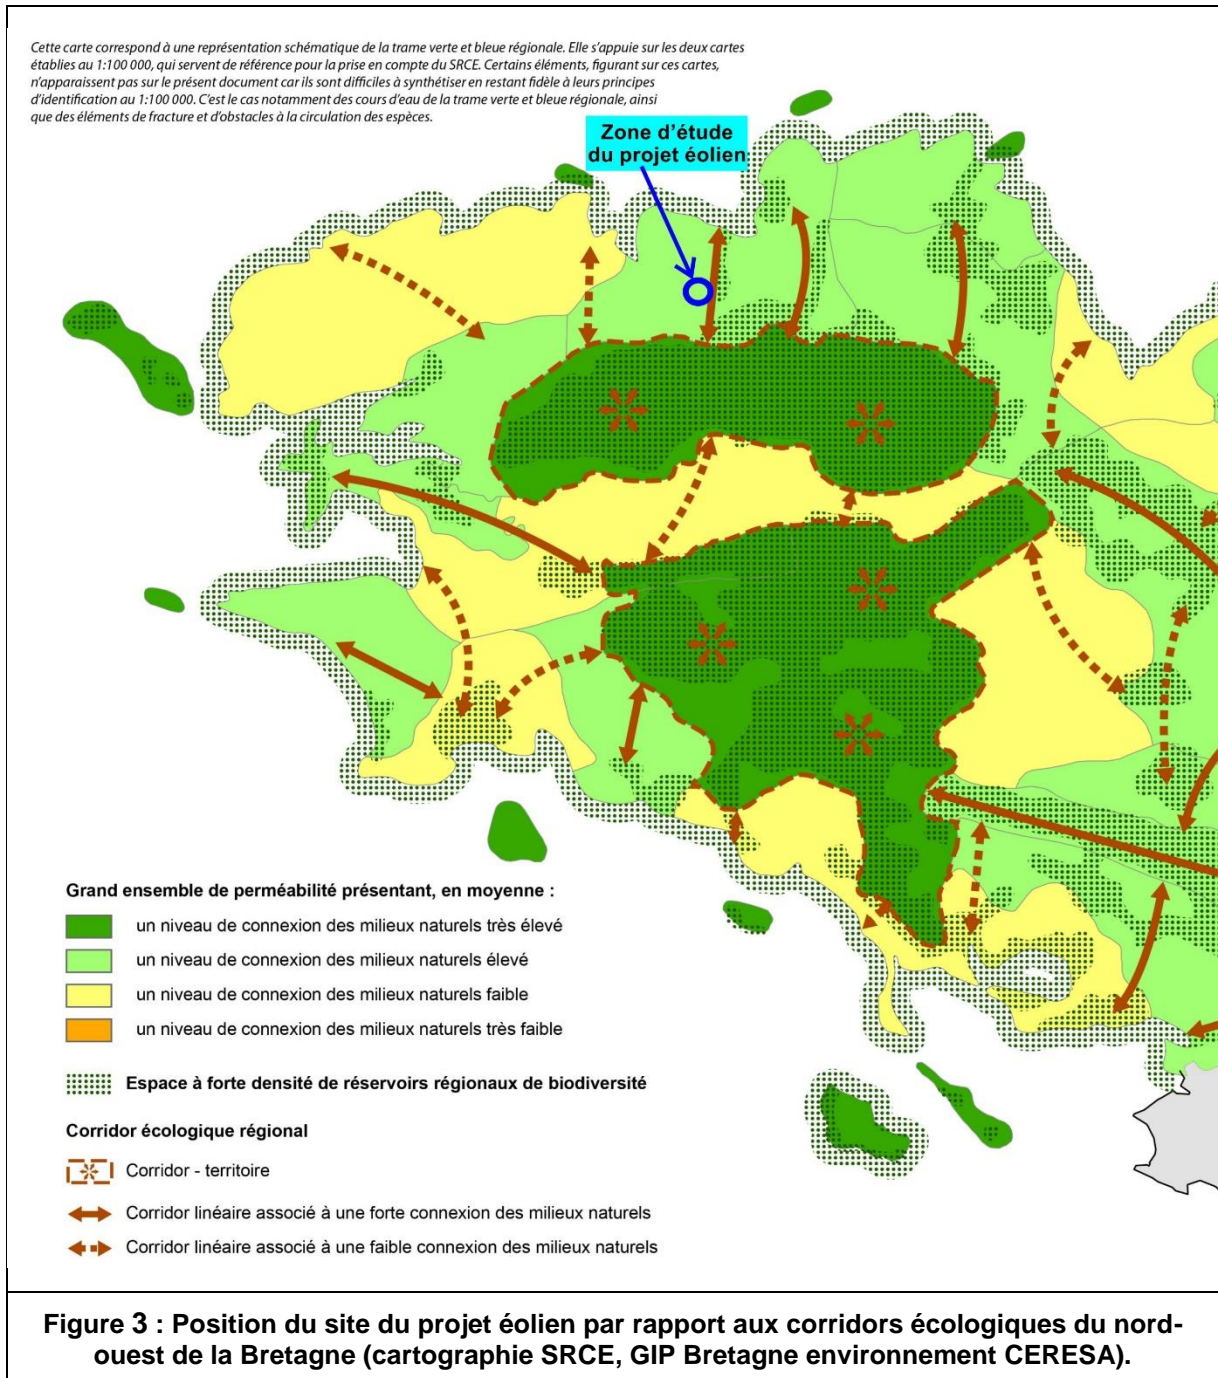 Cette carte correspond à une représentation schématique de la trame verte et bleue régionale. Elle s'appuie sur les deux cartes
établies au 1:100 000, qui servent de référence pour la prise en compte du SRCE. Certains éléments, figurant sur ces cartes,
n'apparaissent pas sur le présent document car ils sont difficiles à synthétiser en restant fidèle à leurs principes
d'identification au 1:100 000. C'est le cas notamment des cours d'eau de la trame verte et bleue régionale, ainsi
que des éléments de fracture et d'obstacles à la circulation des espèces.
Zone d'étude
du projet éolien
Grand ensemble de perméabilité présentant, en moyenne :
un niveau de connexion des milieux naturels très élevé
un niveau de connexion des milieux naturels élevé
un niveau de connexion des milieux naturels faible
un niveau de connexion des milieux naturels très faible
Espace à forte densité de réservoirs régionaux de biodiversité
Corridor écologique régional
Corridor - territoire
Corridor linéaire associé à une forte connexion des milieux naturels
Corridor linéaire associé à une faible connexion des milieux naturels
Figure 3 : Position du site du projet éolien par rapport aux corridors écologiques du nord-
ouest de la Bretagne (cartographie SRCE, GIP Bretagne environnement CERESA).